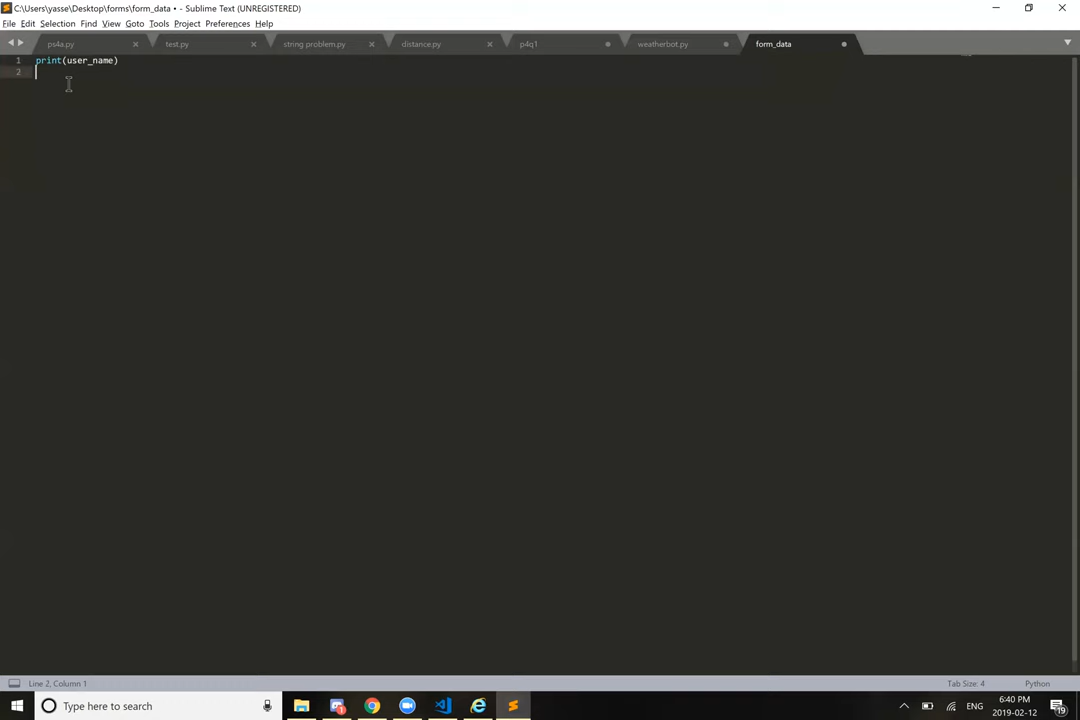 C:\Users\yasse\Desktop\forms\form_data • - Sublime Text (UNREGISTERED)
File Edit Selection Find View Goto Tools Project Preferences Help
ps4a.py test.py string problem.py distance.py p4q1 weatherbot.py form_data
1 print(user_name)
2
Line 2, Column 1 Tab Size: 4 Python
Type here to search ENG 6:40 PM
2019-02-12 19